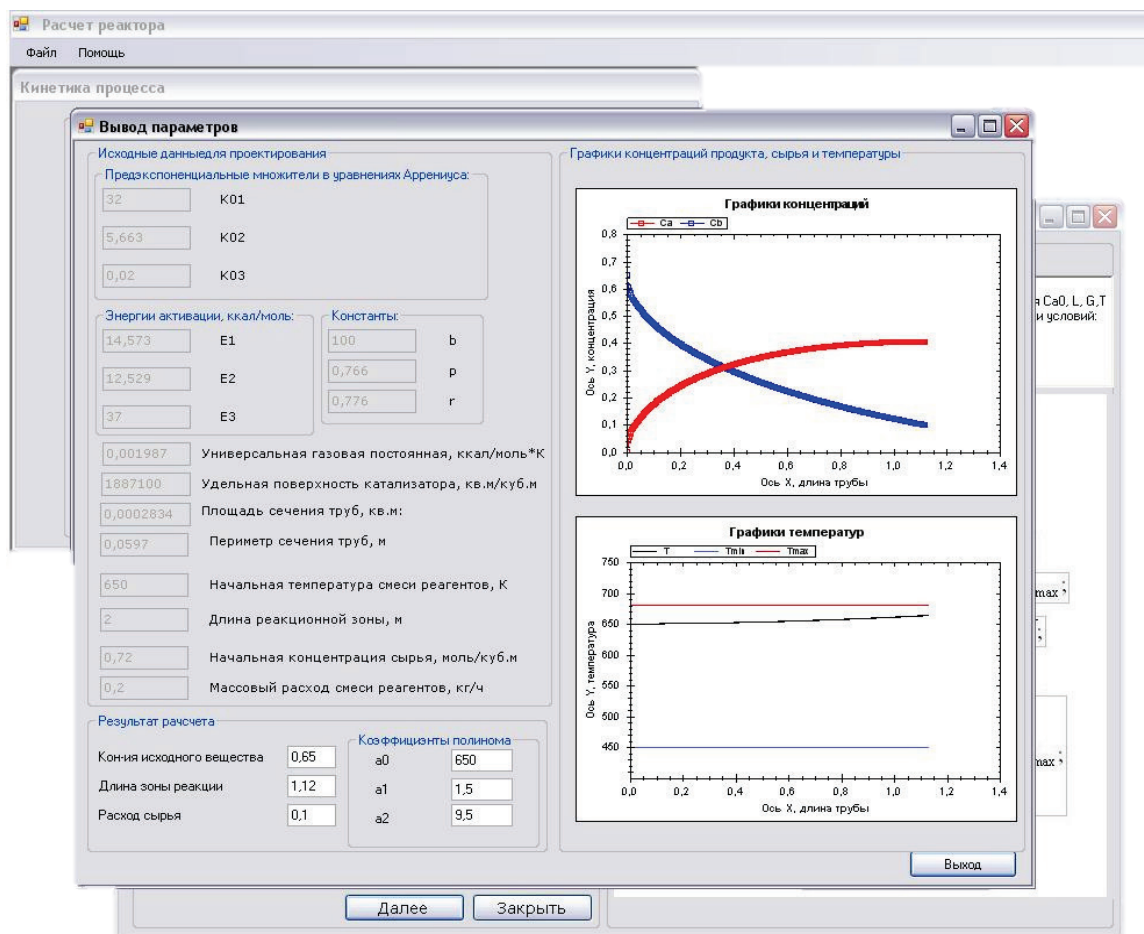 Расчет реактора
Файл Помощь
Кинетика процесса
Вывод параметров
Исходные данныедля проектирования
Предэкспоненциальные множители в уравнениях Аррениуса:
32 K01
5,663 K02
0,02 K03
Энергии активации, ккал/моль:
14,573 E1
12,529 E2
37 E3
Константы:
100 b
0,766 p
0,776 r
0,001987 Универсальная газовая постоянная, ккал/моль*К
1887100 Удельная поверхность катализатора, кв.м/куб.м
0,0002834 Площадь сечения труб, кв.м:
0,0597 Периметр сечения труб, м
650 Начальная температура смеси реагентов, К
2 Длина реакционной зоны, м
0,72 Начальная концентрация сырья, моль/куб.м
0,2 Массовый расход смеси реагентов, кг/ч
Результат рачсчета
Кон-ия исходного вещества 0,65
Длина зоны реакции 1,12
Расход сырья 0,1
Коэффициэнты полинома
a0 650
a1 1,5
a2 9,5
Графики концентраций продукта, сырья и температуры
Графики концентраций
Ca Cb
Ось Y, концентрация
0,8
0,7
0,6
0,5
0,4
0,3
0,2
0,1
0,0
0,0 0,2 0,4 0,6 0,8 1,0 1,2 1,4
Ось X, длина трубы
Графики температур
T Tmin Tmax
Ось Y, температура
750
700
650
600
550
500
450
0,0 0,2 0,4 0,6 0,8 1,0 1,2 1,4
Ось X, длина трубы
Выход
я Ca0, L, G,T
и условий:
max ;
;
max ;
Далее Закрыть